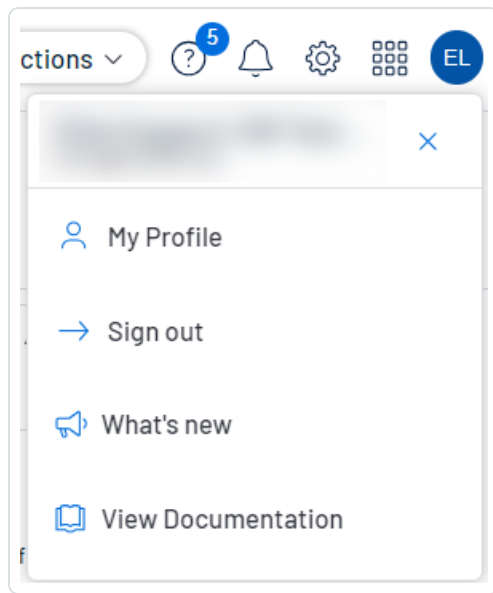 ctions
5
EL
My Profile
Sign out
What's new
View Documentation
f